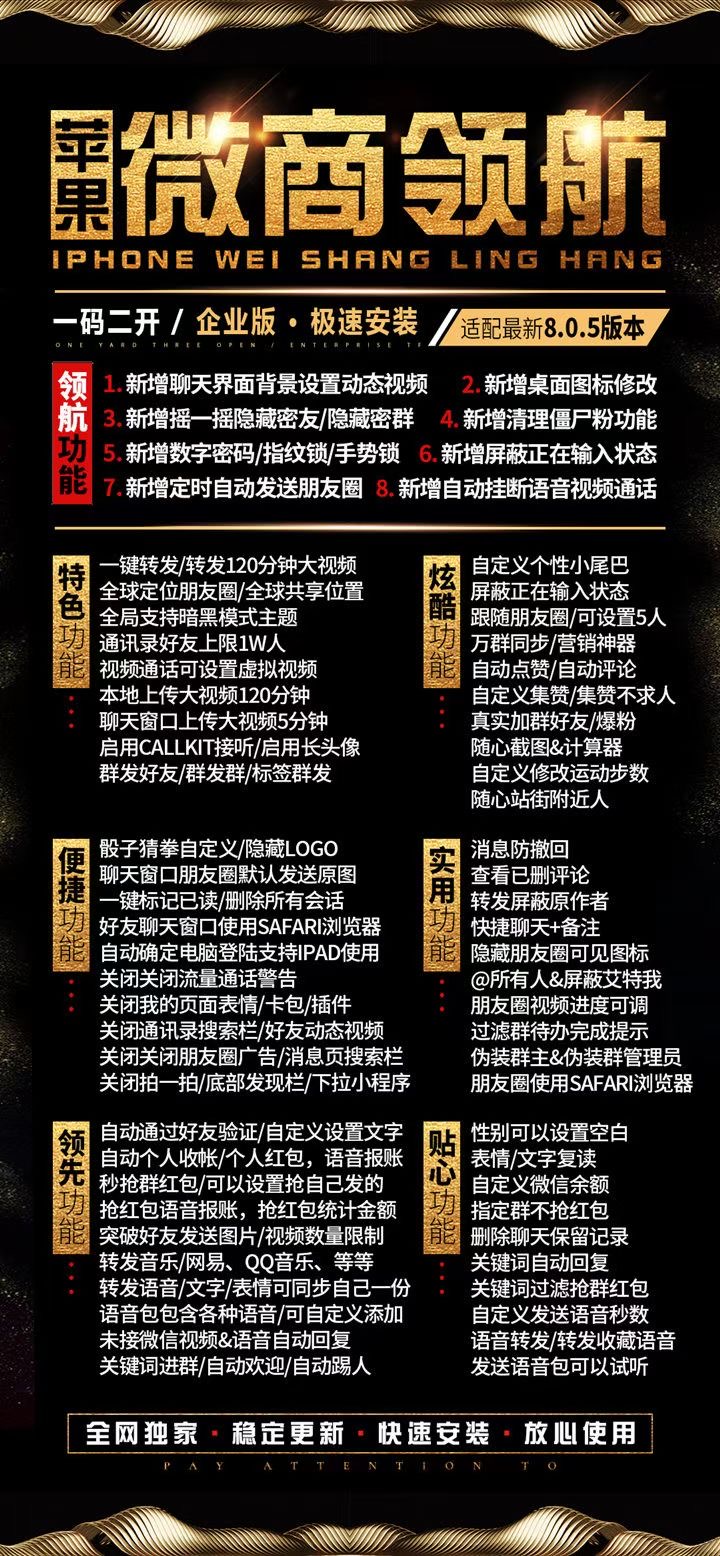 苹果
微商领航
IPHONE WEI SHANG LING HANG
一码二开 / 企业版 · 极速安装
适配最新8.0.5版本
ONE YARD THREE OPEN / ENTERPRISE TF
领航功能
1. 新增聊天界面背景设置动态视频 2. 新增桌面图标修改
3. 新增摇一摇隐藏密友/隐藏密群 4. 新增清理僵尸粉功能
5. 新增数字密码/指纹锁/手势锁 6. 新增屏蔽正在输入状态
7. 新增定时自动发送朋友圈 8. 新增自动挂断语音视频通话
特色功能
一键转发/转发120分钟大视频
全球定位朋友圈/全球共享位置
全局支持暗黑模式主题
通讯录好友上限1W人
视频通话可设置虚拟视频
本地上传大视频120分钟
聊天窗口上传大视频5分钟
启用CALLKIT接听/启用长头像
群发好友/群发群/标签群发
炫酷功能
自定义个性小尾巴
屏蔽正在输入状态
跟随朋友圈/可设置5人
万群同步/营销神器
自动点赞/自动评论
自定义集赞/集赞不求人
真实加群好友/爆粉
随心截图&计算器
自定义修改运动步数
随心站街附近人
便捷功能
骰子猜拳自定义/隐藏LOGO
聊天窗口朋友圈默认发送原图
一键标记已读/删除所有会话
好友聊天窗口使用SAFARI浏览器
自动确定电脑登陆支持IPAD使用
关闭关闭流量通话警告
关闭我的页面表情/卡包/插件
关闭通讯录搜索栏/好友动态视频
关闭关闭朋友圈广告/消息页搜索栏
关闭拍一拍/底部发现栏/下拉小程序
实用功能
消息防撤回
查看已删评论
转发屏蔽原作者
快捷聊天+备注
隐藏朋友圈可见图标
@所有人&屏蔽艾特我
朋友圈视频进度可调
过滤群待办完成提示
伪装群主&伪装群管理员
朋友圈使用SAFARI浏览器
领先功能
自动通过好友验证/自定义设置文字
自动个人收帐/个人红包，语音报账
秒抢群红包/可以设置抢自己发的
抢红包语音报账，抢红包统计金额
突破好友发送图片/视频数量限制
转发音乐/网易、QQ音乐、等等
转发语音/文字/表情可同步自己一份
语音包包含各种语音/可自定义添加
未接微信视频&语音自动回复
关键词进群/自动欢迎/自动踢人
贴心功能
性别可以设置空白
表情/文字复读
自定义微信余额
指定群不抢红包
删除聊天保留记录
关键词自动回复
关键词过滤抢群红包
自定义发送语音秒数
语音转发/转发收藏语音
发送语音包可以试听
全网独家 · 稳定更新 · 快速安装 · 放心使用
PAY ATTENTION TO